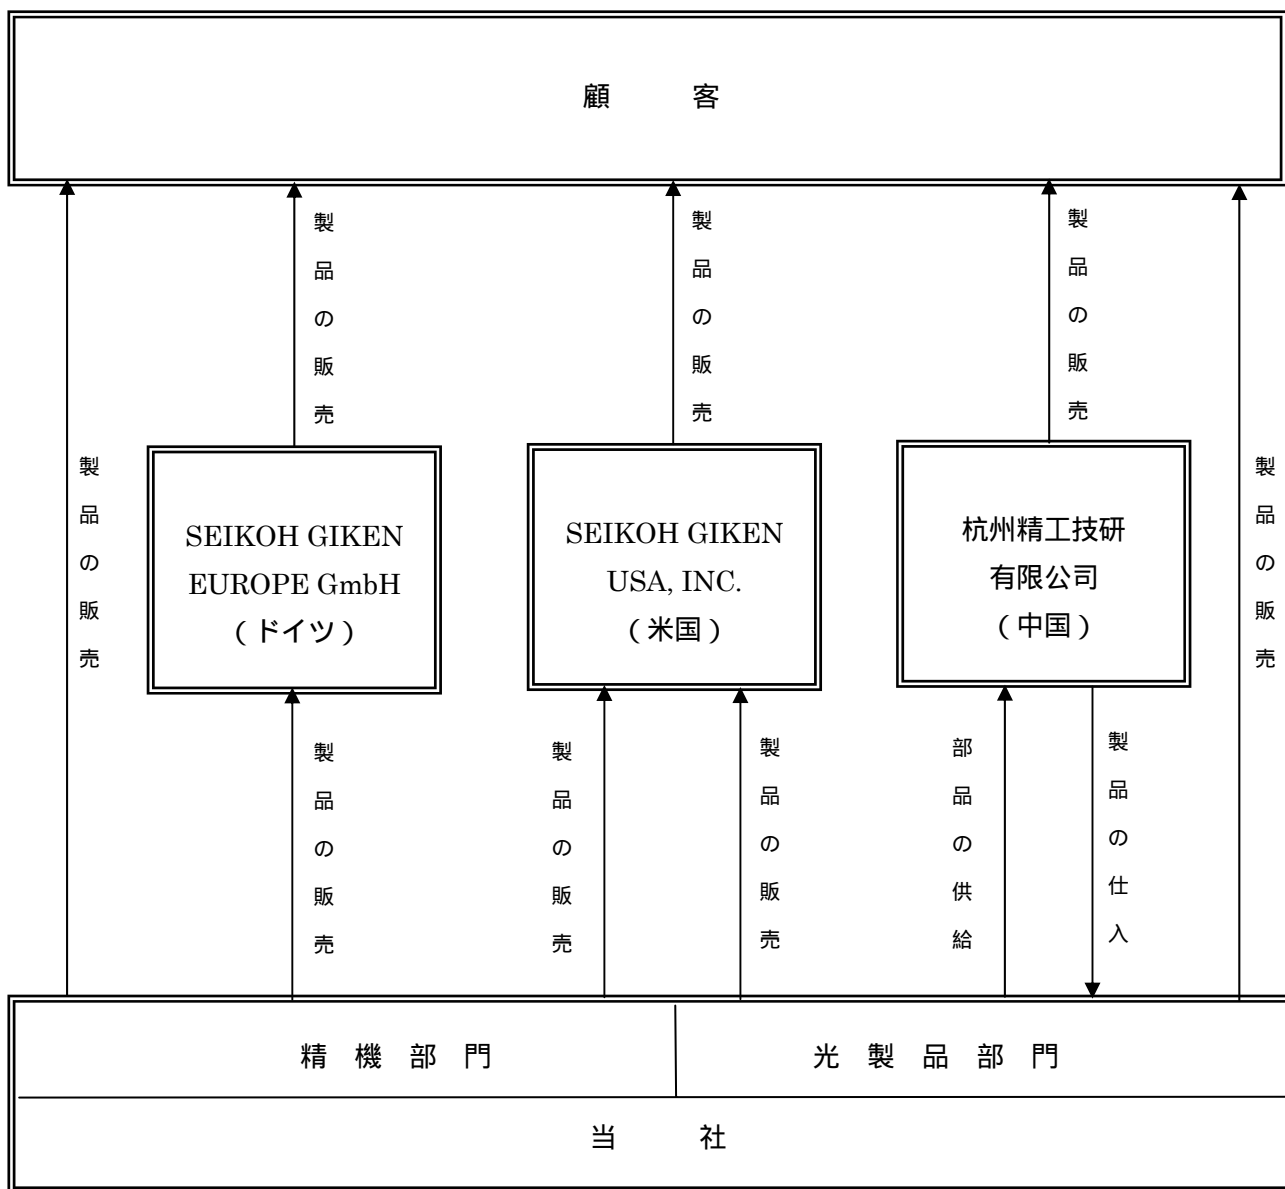 顧 客
製品の販売
製品の販売
製品の販売
製品の販売
製品の販売
SEIKOH GIKEN
EUROPE GmbH
(ドイツ)
SEIKOH GIKEN
USA, INC.
(米国)
杭州精工技研
有限公司
(中国)
製品の販売
製品の販売
製品の販売
部品の供給
製品の仕入
精 機 部 門
光 製 品 部 門
当 社